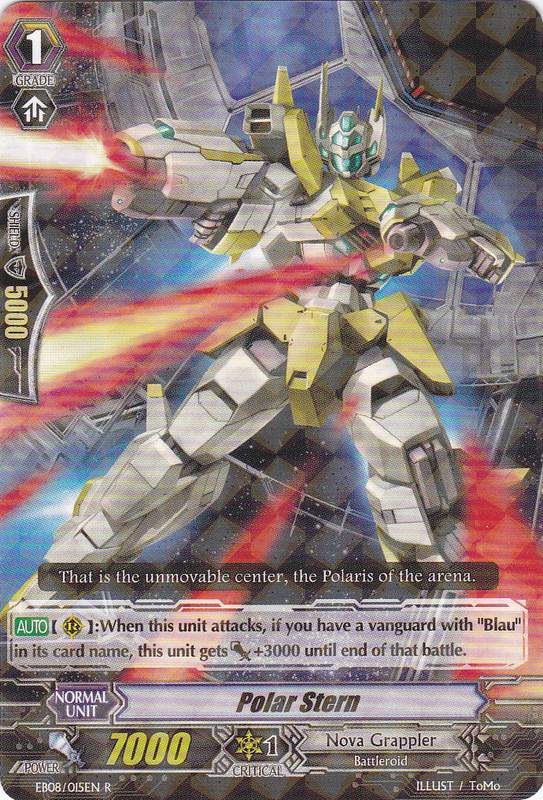 1
GRADE
SHIELD
5000
That is the unmovable center, the Polaris of the arena.
AUTO【 】:When this unit attacks, if you have a vanguard with "Blau"
in its card name, this unit gets +3000 until end of that battle.
NORMAL
UNIT
Polar Stern
POWER
7000
1
CRITICAL
Nova Grappler
Battleroid
EB08/015EN R
ILLUST / ToMo